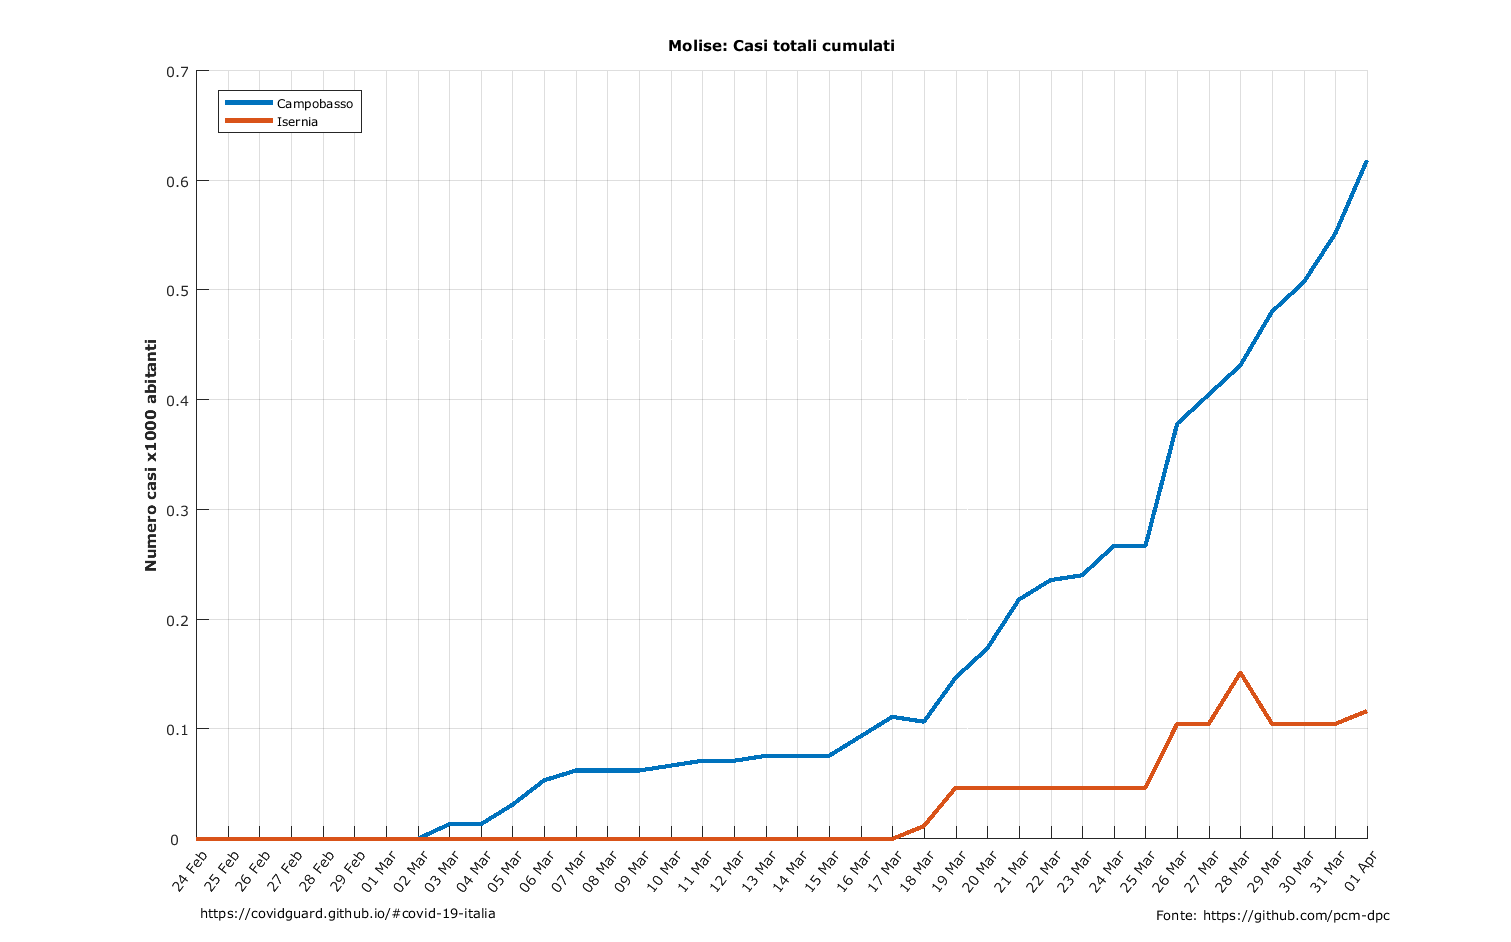 Molise: Casi totali cumulati
0.7
0.6
0.5
0.4
0.3
0.2
0.1
0
Numero casi x1000 abitanti
Campobasso
Isernia
24 Feb
25 Feb
26 Feb
27 Feb
28 Feb
29 Feb
01 Mar
02 Mar
03 Mar
04 Mar
05 Mar
06 Mar
07 Mar
08 Mar
09 Mar
10 Mar
11 Mar
12 Mar
13 Mar
14 Mar
15 Mar
16 Mar
17 Mar
18 Mar
19 Mar
20 Mar
21 Mar
22 Mar
23 Mar
24 Mar
25 Mar
26 Mar
27 Mar
28 Mar
29 Mar
30 Mar
31 Mar
01 Apr
https://covidguard.github.io/#covid-19-italia
Fonte: https://github.com/pcm-dpc